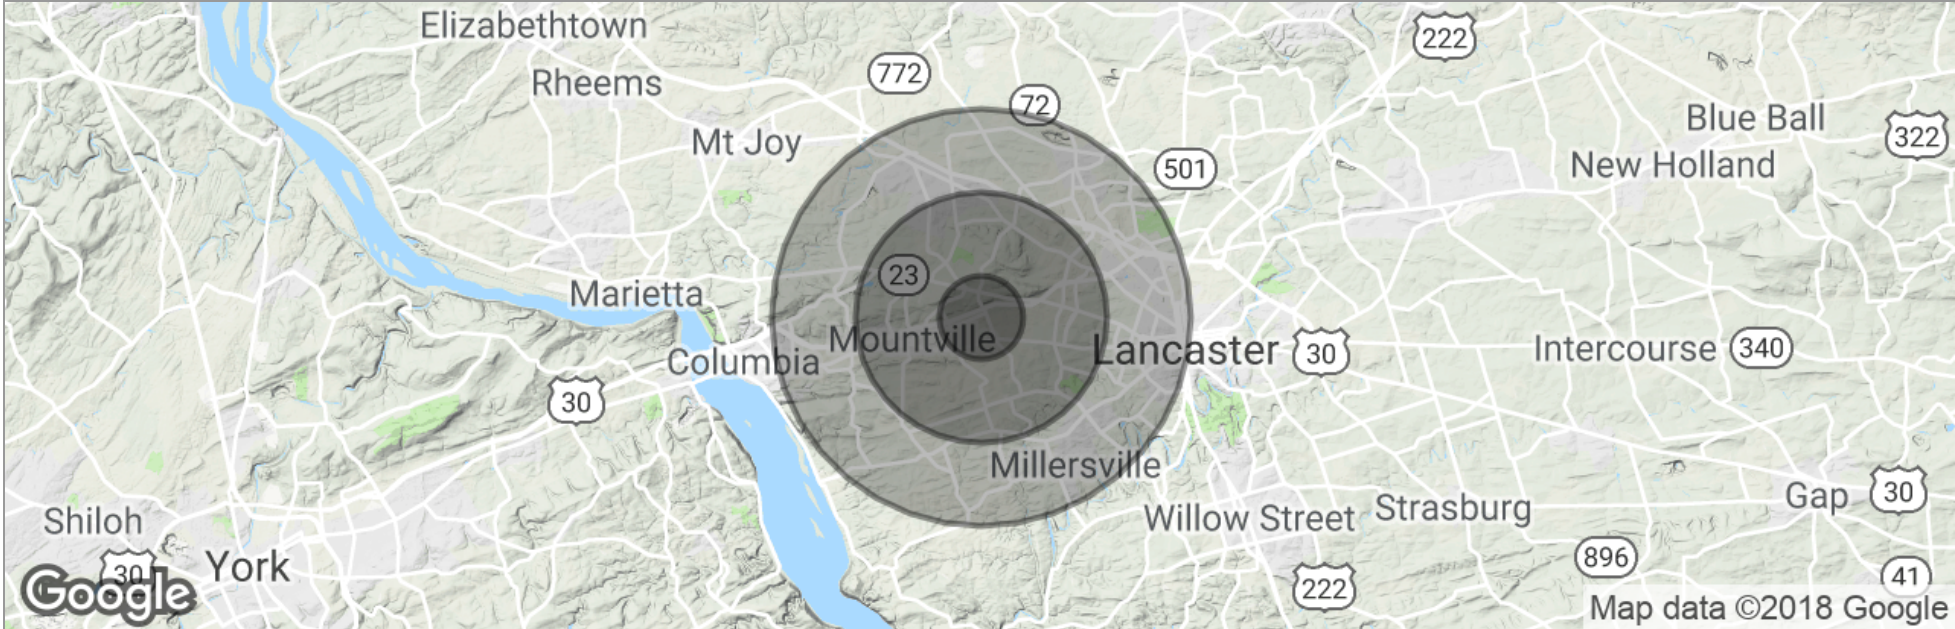 Elizabethtown
222
772
Rheems
72
Blue Ball
322
Mt Joy
New Holland
501
23
Marietta
Mountville
Lancaster
30
Intercourse
340
Columbia
30
Millersville
Gap
30
Shiloh
Willow Street
Strasburg
York
30
896
41
222
Google
Map data ©2018 Google